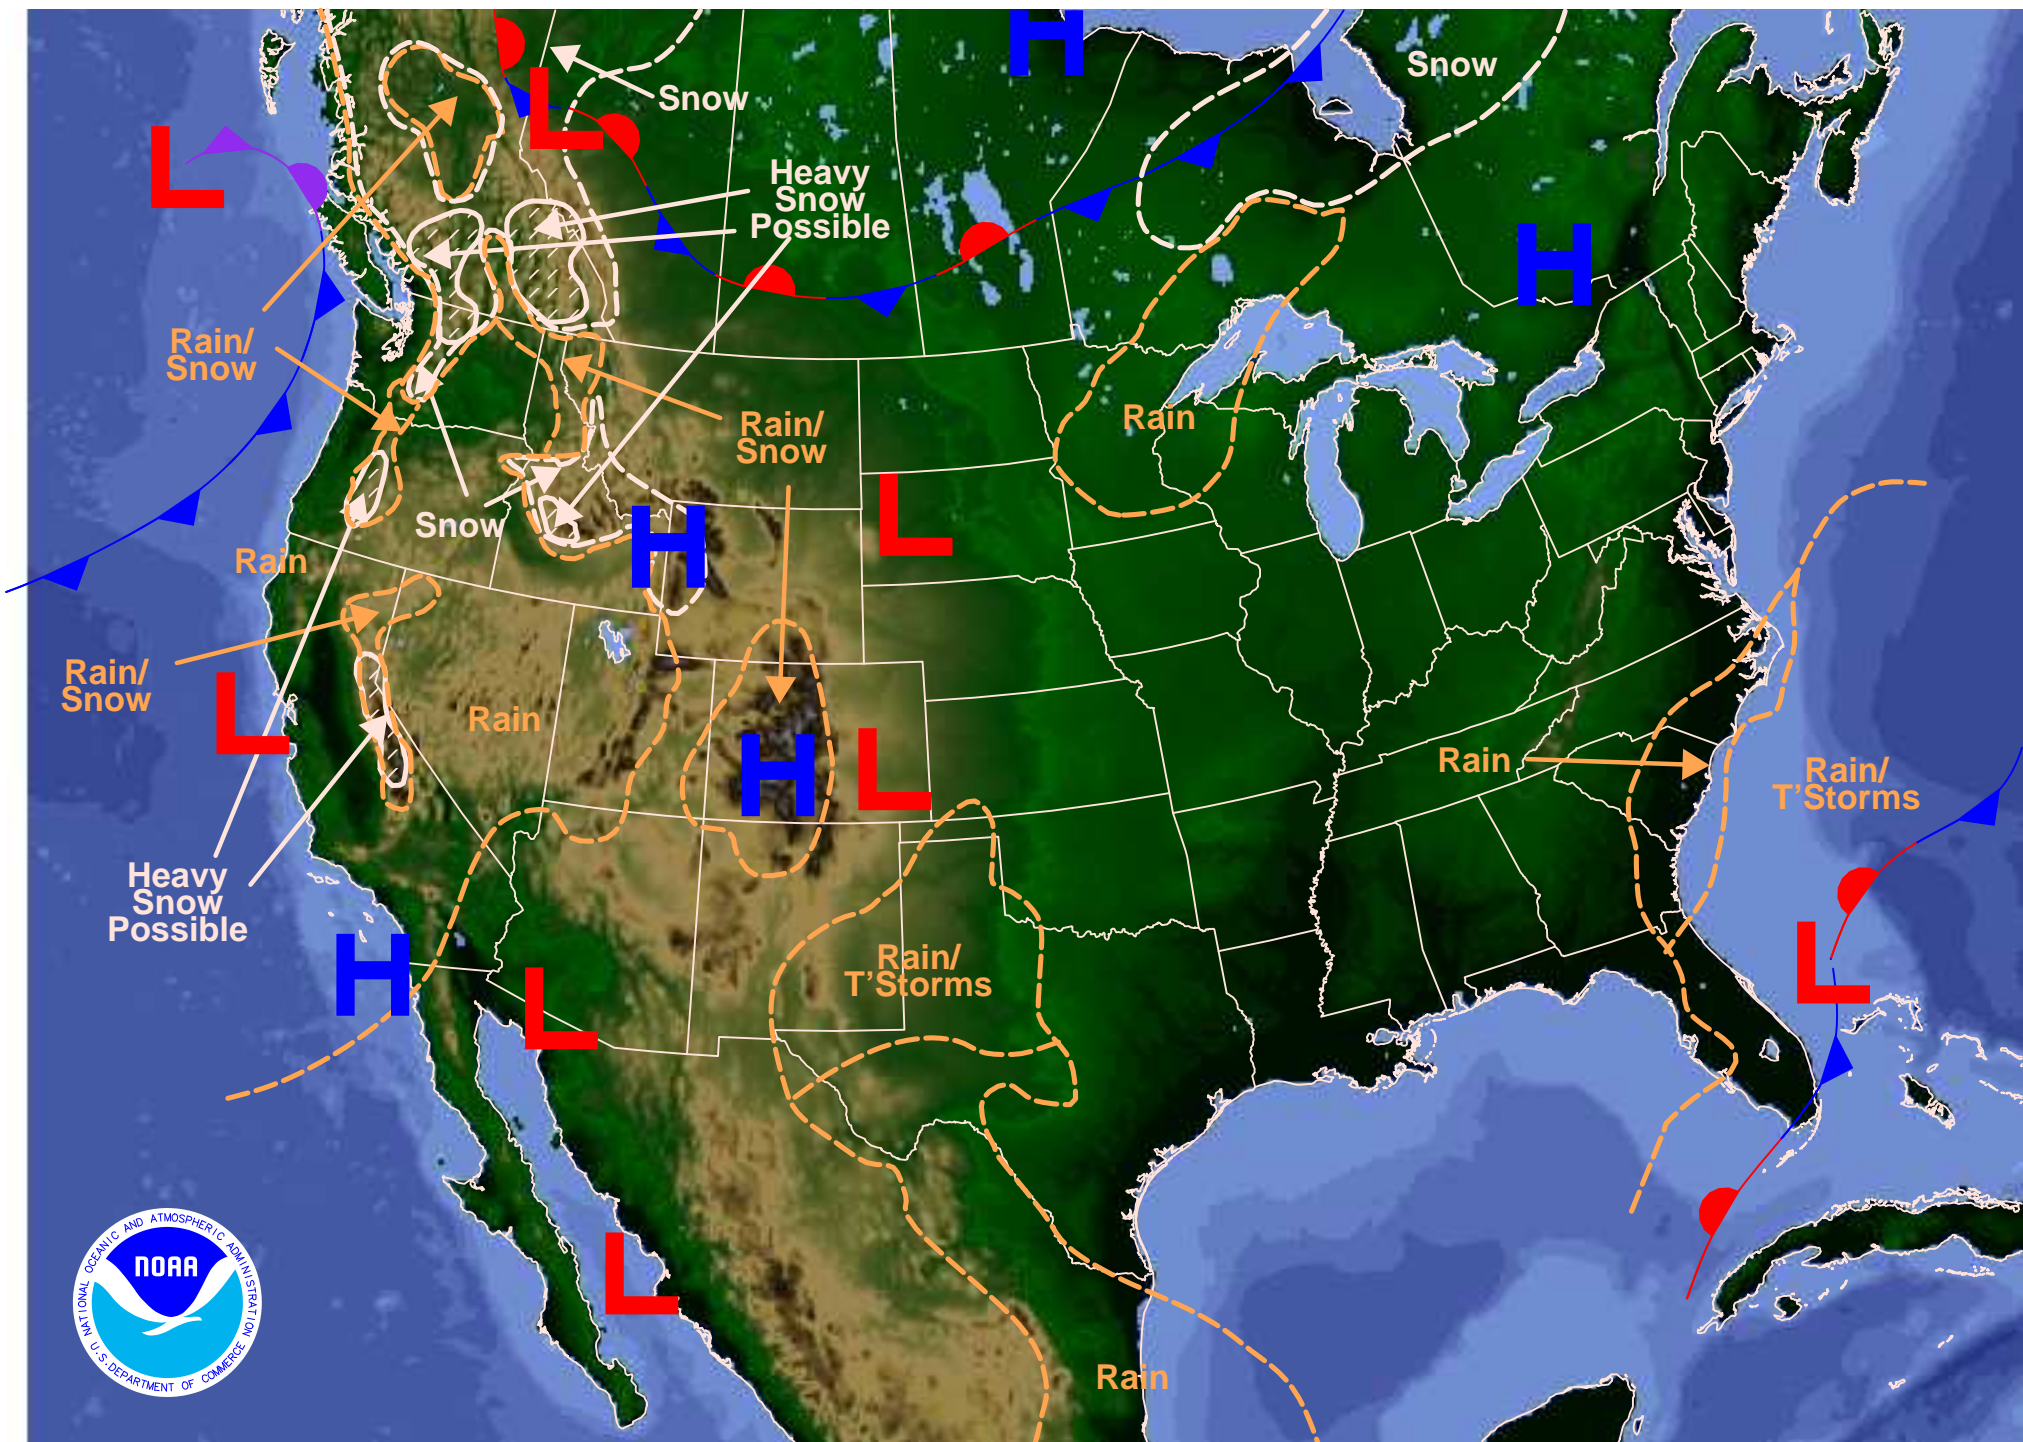 H
Snow
Snow
L
L
Heavy
Snow
Possible
H
Rain/
Snow
Rain/
Snow
Rain
L
Snow
H
Rain
Rain/
Snow
L
Rain
H
L
Rain
Rain/
T'Storms
Heavy
Snow
Possible
H
L
Rain/
T'Storms
L
L
Rain
NATIONAL OCEANIC AND ATMOSPHERIC ADMINISTRATION
NOAA
U.S. DEPARTMENT OF COMMERCE